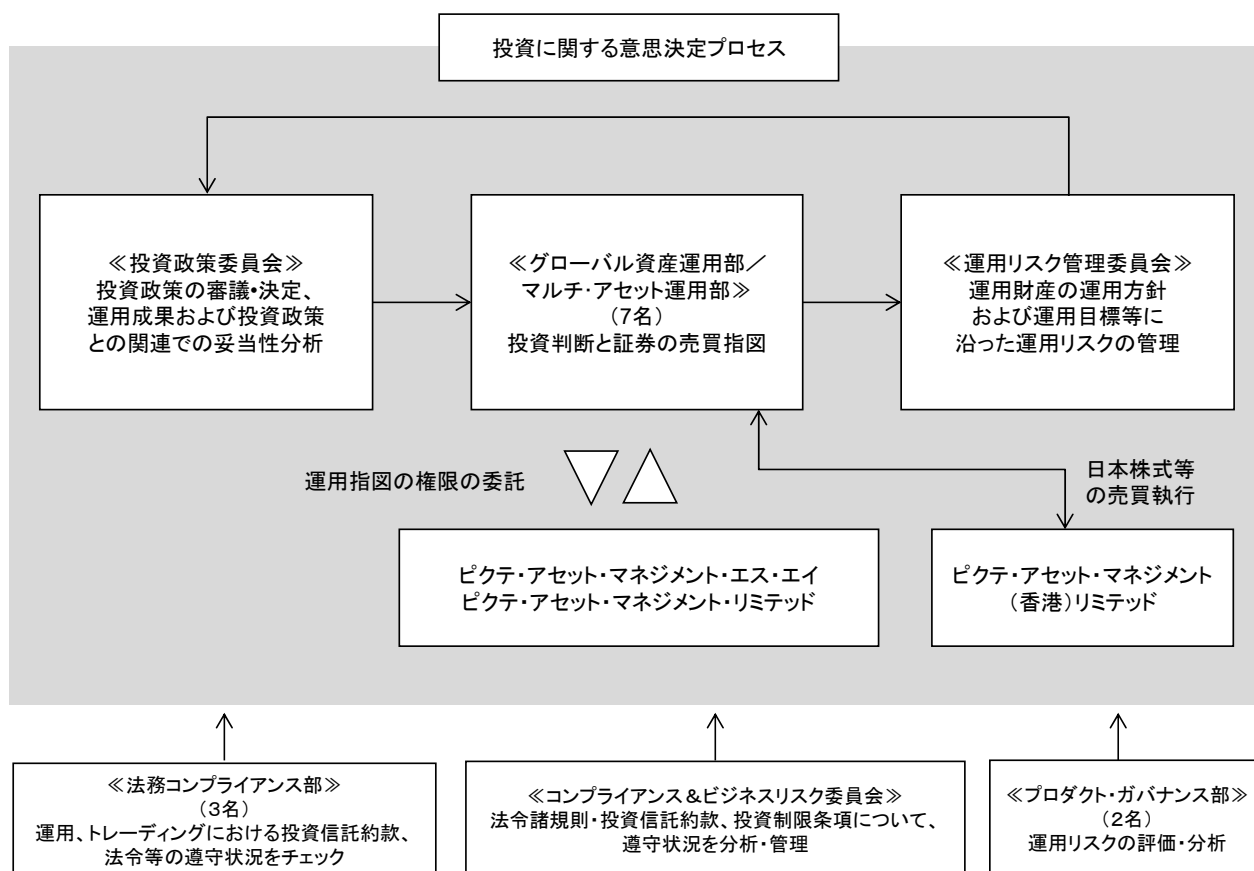 投資に関する意思決定プロセス
≪投資政策委員会≫
投資政策の審議・決定、
運用成果および投資政策
との関連での妥当性分析
≪グローバル資産運用部／
マルチ・アセット運用部≫
（7名）
投資判断と証券の売買指図
≪運用リスク管理委員会≫
運用財産の運用方針
および運用目標等に
沿った運用リスクの管理
運用指図の権限の委託
日本株式等
の売買執行
ピクテ・アセット・マネジメント・エス・エイ
ピクテ・アセット・マネジメント・リミテッド
ピクテ・アセット・マネジメント
（香港）リミテッド
≪法務コンプライアンス部≫
（3名）
運用、トレーディングにおける投資信託約款、
法令等の遵守状況をチェック
≪コンプライアンス＆ビジネスリスク委員会≫
法令諸規則・投資信託約款、投資制限条項について、
遵守状況を分析・管理
≪プロダクト・ガバナンス部≫
（2名）
運用リスクの評価・分析